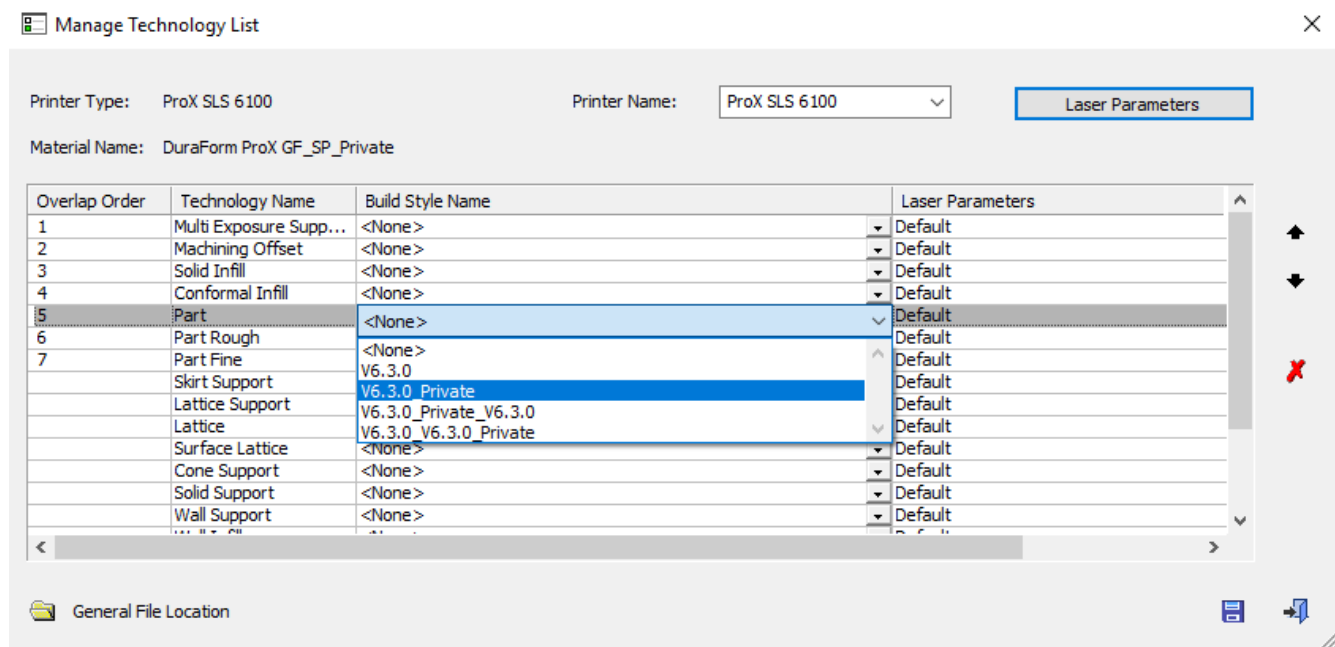 Manage Technology List
Printer Type: ProX SLS 6100 Printer Name: ProX SLS 6100 Laser Parameters
Material Name: DuraForm ProX GF_SP_Private
Overlap Order Technology Name Build Style Name Laser Parameters
1 Multi Exposure Supp... <None> Default
2 Machining Offset <None> Default
3 Solid Infill <None> Default
4 Conformal Infill <None> Default
5 Part <None> Default
6 Part Rough <None> Default
7 Part Fine V6.3.0 Default
Skirt Support V6.3.0_Private Default
Lattice Support V6.3.0_Private_V6.3.0 Default
Lattice V6.3.0_V6.3.0_Private Default
Surface Lattice <None> Default
Cone Support <None> Default
Solid Support <None> Default
Wall Support <None> Default
General File Location